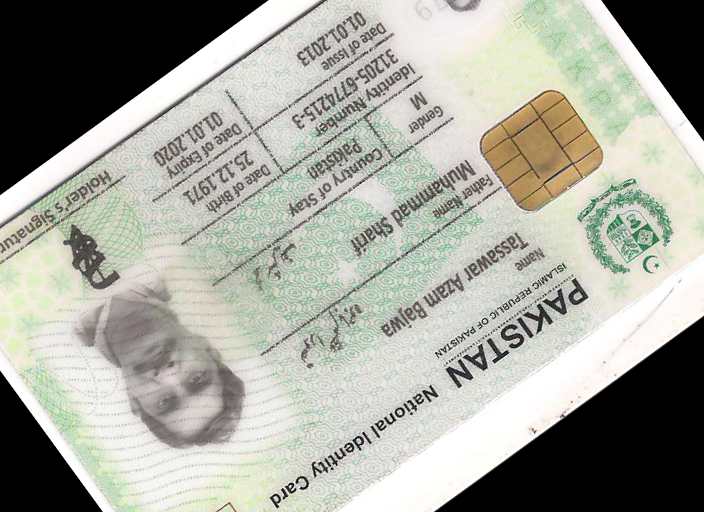 PAKISTAN National Identity Card
ISLAMIC REPUBLIC OF PAKISTAN
Name
Tassawar Azam Bajwa
Father Name
Muhammad Sharif
Gender
M
Country of Stay
Pakistan
Identity Number
31205-6774215-3
Date of Birth
25.12.1971
Date of Issue
01.01.2013
Date of Expiry
01.01.2020
Holder's Signature